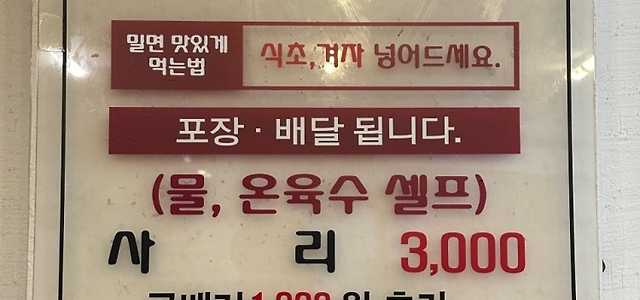 밀면 맛있게
먹는법
식초,겨자 넣어드세요.
포장 · 배달 됩니다.
(물, 온육수 셀프)
사 리 3,000